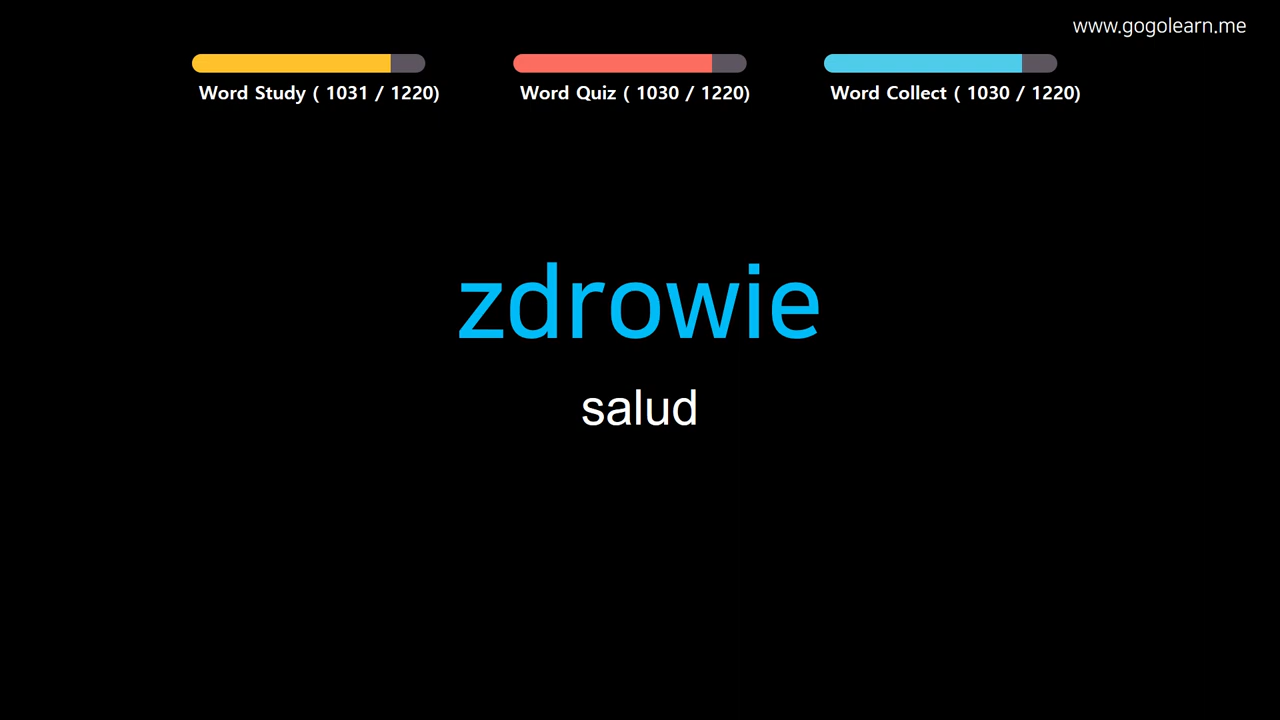 www.gogolearn.me
Word Study ( 1031 / 1220)
Word Quiz ( 1030 / 1220)
Word Collect ( 1030 / 1220)
zdrowie
salud